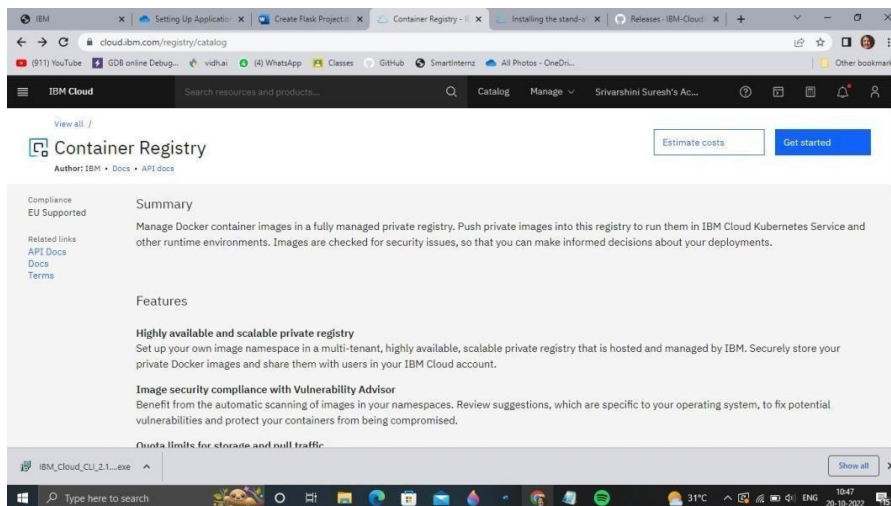 IBM
Setting Up Application
Create Flask Project.d
Container Registry - I
Installing the stand-a
Releases · IBM-Cloud
cloud.ibm.com/registry/catalog
(911) YouTube
GDB online Debug...
vidh.ai
(4) WhatsApp
Classes
GitHub
SmartInternz
All Photos - OneDri...
Other bookmark
IBM Cloud
Search resources and products...
Catalog
Manage
Srivarshini Suresh's Ac...
View all /
Container Registry
Author: IBM • Docs • API docs
Estimate costs
Get started
Compliance
EU Supported
Related links
API Docs
Docs
Terms
Summary
Manage Docker container images in a fully managed private registry. Push private images into this registry to run them in IBM Cloud Kubernetes Service and
other runtime environments. Images are checked for security issues, so that you can make informed decisions about your deployments.
Features
Highly available and scalable private registry
Set up your own image namespace in a multi-tenant, highly available, scalable private registry that is hosted and managed by IBM. Securely store your
private Docker images and share them with users in your IBM Cloud account.
Image security compliance with Vulnerability Advisor
Benefit from the automatic scanning of images in your namespaces. Review suggestions, which are specific to your operating system, to fix potential
vulnerabilities and protect your containers from being compromised.
Quota limits for storage and pull traffic
IBM_Cloud_CLI_2.1....exe
Show all
Type here to search
31°C
ENG
10:47
20-10-2022